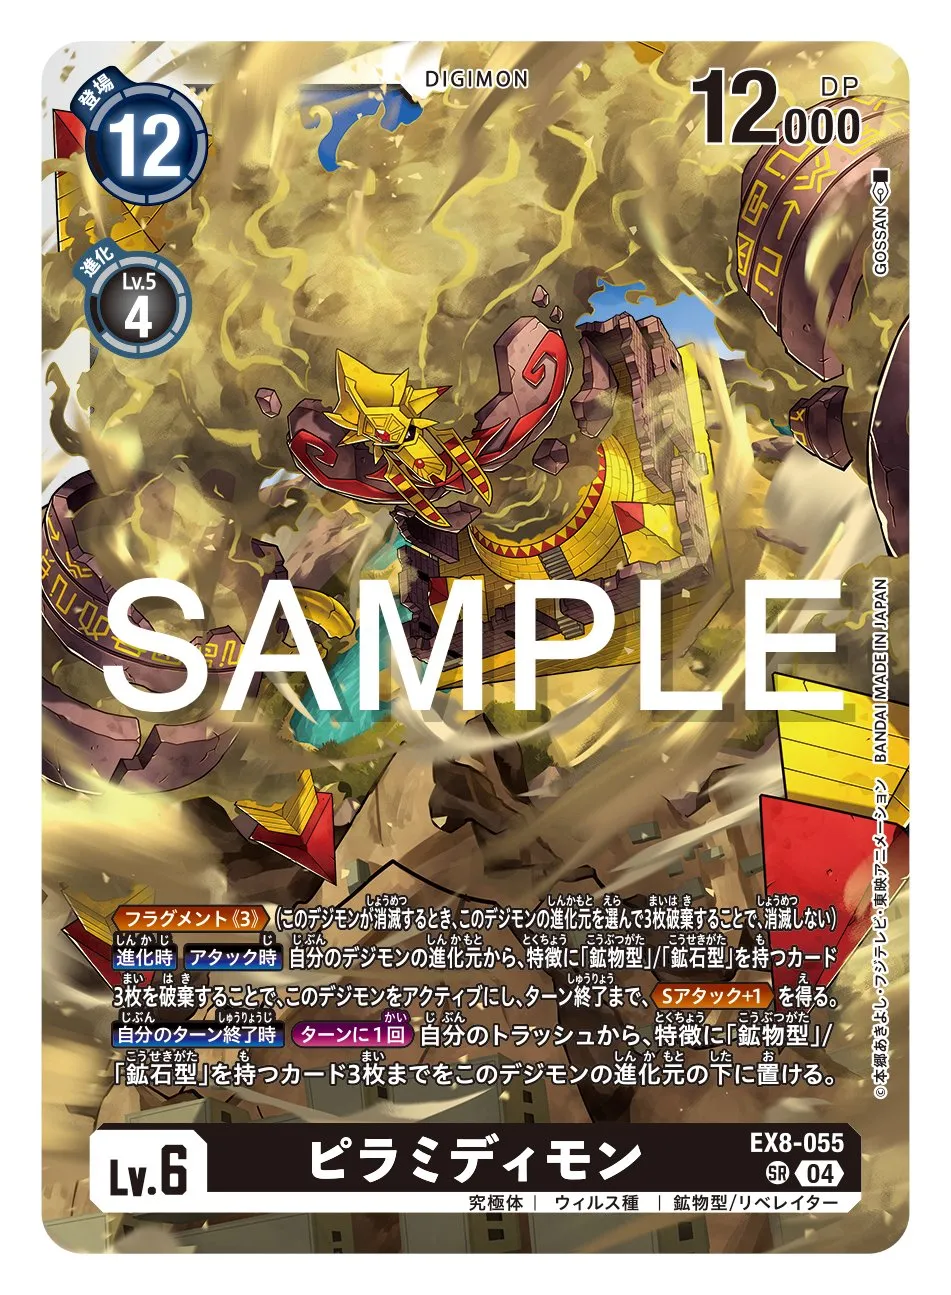 DIGIMON
登場
12
12000
DP
進化
Lv.5
4
GOSSAN
SAMPLE
©本郷あきよし・フジテレビ・東映アニメーション BANDAI MADE IN JAPAN
フラグメント《3》 (このデジモンが消滅するとき、このデジモンの進化元を選んで3枚破棄することで、消滅しない)
進化時 アタック時 自分のデジモンの進化元から、特徴に「鉱物型」/「鉱石型」を持つカード
3枚を破棄することで、このデジモンをアクティブにし、ターン終了まで、 Sアタック+1 を得る。
自分のターン終了時 ターンに1回 自分のトラッシュから、特徴に「鉱物型」/
「鉱石型」を持つカード3枚までをこのデジモンの進化元の下に置ける。
Lv.6
ピラミディモン
EX8-055
SR 04
究極体 | ウィルス種 | 鉱物型/リベレイター